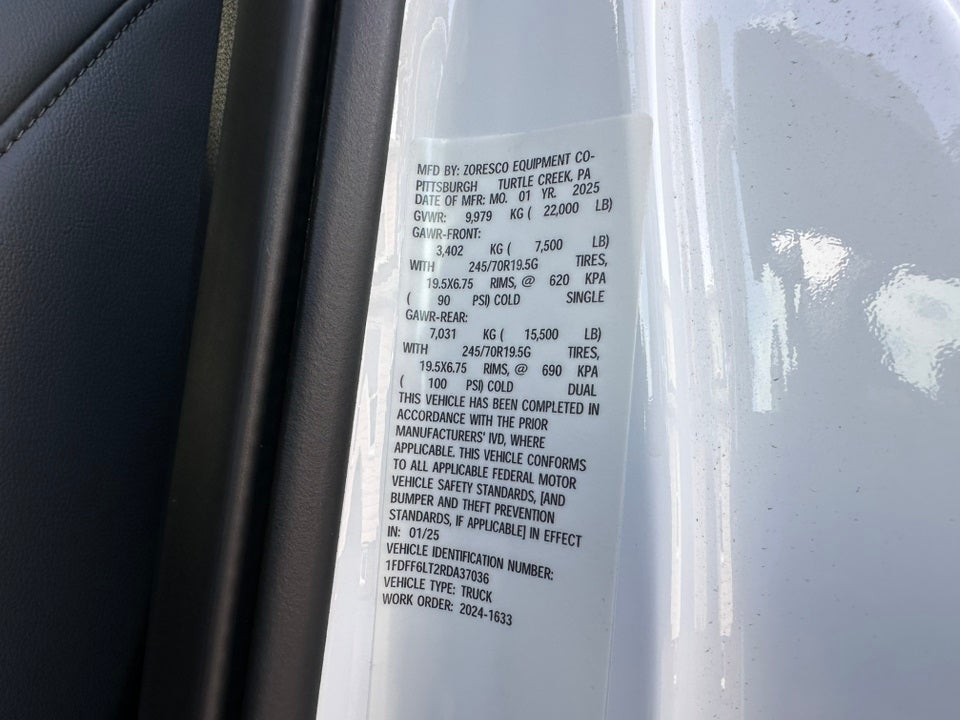 MFD BY: ZORESCO EQUIPMENT CO-
PITTSBURGH TURTLE CREEK, PA
DATE OF MFR: MO. 01 YR. 2025
GVWR: 9,979 KG ( 22,000 LB)
GAWR-FRONT:
3,402 KG ( 7,500 LB)
WITH 245/70R19.5G TIRES,
19.5X6.75 RIMS, @ 620 KPA
( 90 PSI) COLD SINGLE
GAWR-REAR:
7,031 KG ( 15,500 LB)
WITH 245/70R19.5G TIRES,
19.5X6.75 RIMS, @ 690 KPA
( 100 PSI) COLD DUAL
THIS VEHICLE HAS BEEN COMPLETED IN
ACCORDANCE WITH THE PRIOR
MANUFACTURERS' IVD, WHERE
APPLICABLE. THIS VEHICLE CONFORMS
TO ALL APPLICABLE FEDERAL MOTOR
VEHICLE SAFETY STANDARDS, [AND
BUMPER AND THEFT PREVENTION
STANDARDS, IF APPLICABLE] IN EFFECT
IN: 01/25
VEHICLE IDENTIFICATION NUMBER:
1FDFF6LT2RDA37036
VEHICLE TYPE: TRUCK
WORK ORDER: 2024-1633